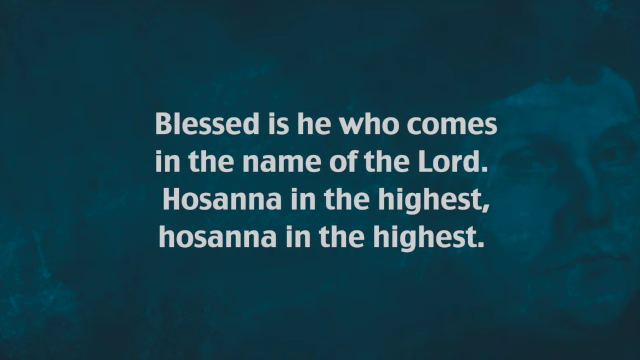 Blessed is he who comes
in the name of the Lord.
Hosanna in the highest,
hosanna in the highest.